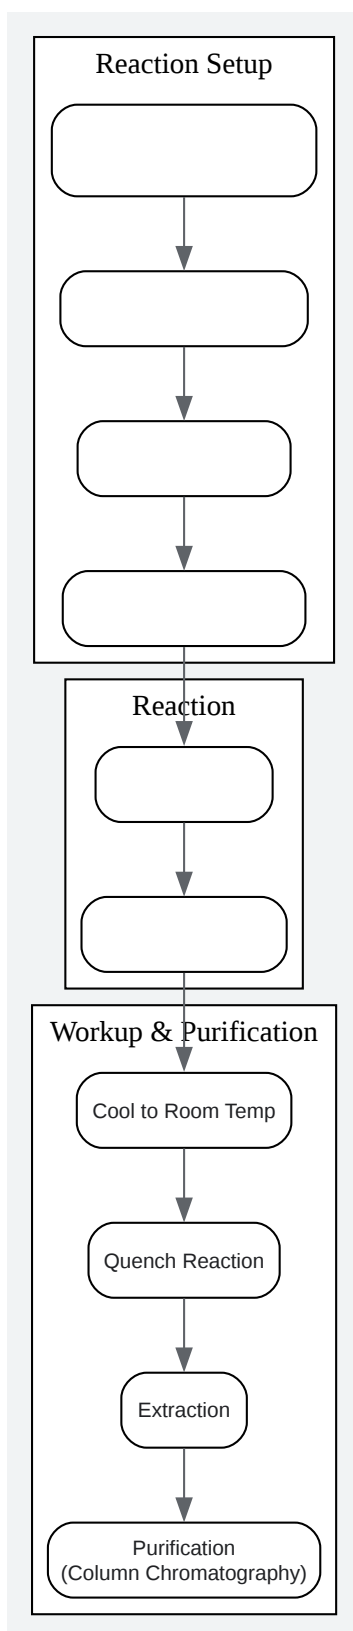 Reaction Setup
Reaction
Workup & Purification
Cool to Room Temp
Quench Reaction
Extraction
Purification
(Column Chromatography)